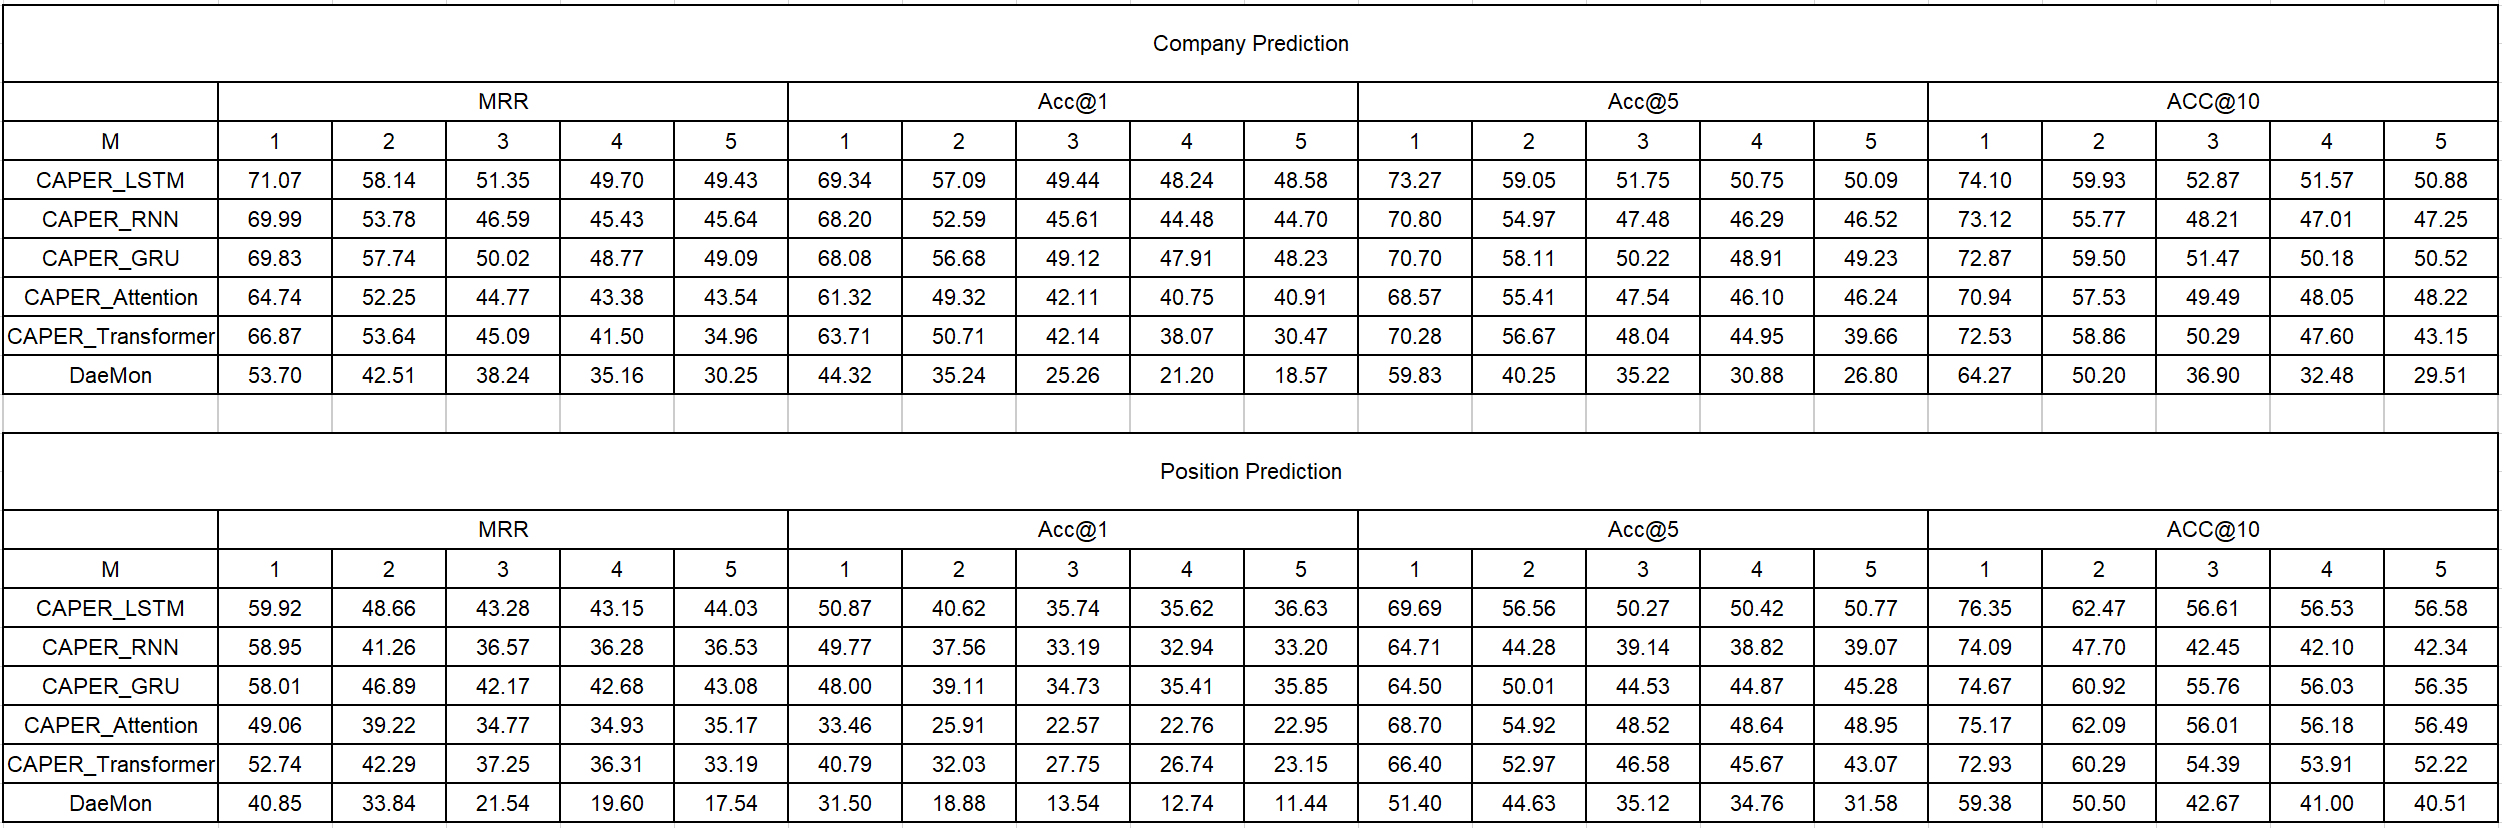 Company Prediction
MRR Acc@1 Acc@5 ACC@10
M 1 2 3 4 5 1 2 3 4 5 1 2 3 4 5 1 2 3 4 5
CAPER_LSTM 71.07 58.14 51.35 49.70 49.43 69.34 57.09 49.44 48.24 48.58 73.27 59.05 51.75 50.75 50.09 74.10 59.93 52.87 51.57 50.88
CAPER_RNN 69.99 53.78 46.59 45.43 45.64 68.20 52.59 45.61 44.48 44.70 70.80 54.97 47.48 46.29 46.52 73.12 55.77 48.21 47.01 47.25
CAPER_GRU 69.83 57.74 50.02 48.77 49.09 68.08 56.68 49.12 47.91 48.23 70.70 58.11 50.22 48.91 49.23 72.87 59.50 51.47 50.18 50.52
CAPER_Attention 64.74 52.25 44.77 43.38 43.54 61.32 49.32 42.11 40.75 40.91 68.57 55.41 47.54 46.10 46.24 70.94 57.53 49.49 48.05 48.22
CAPER_Transformer 66.87 53.64 45.09 41.50 34.96 63.71 50.71 42.14 38.07 30.47 70.28 56.67 48.04 44.95 39.66 72.53 58.86 50.29 47.60 43.15
DaeMon 53.70 42.51 38.24 35.16 30.25 44.32 35.24 25.26 21.20 18.57 59.83 40.25 35.22 30.88 26.80 64.27 50.20 36.90 32.48 29.51
Position Prediction
MRR Acc@1 Acc@5 ACC@10
M 1 2 3 4 5 1 2 3 4 5 1 2 3 4 5 1 2 3 4 5
CAPER_LSTM 59.92 48.66 43.28 43.15 44.03 50.87 40.62 35.74 35.62 36.63 69.69 56.56 50.27 50.42 50.77 76.35 62.47 56.61 56.53 56.58
CAPER_RNN 58.95 41.26 36.57 36.28 36.53 49.77 37.56 33.19 32.94 33.20 64.71 44.28 39.14 38.82 39.07 74.09 47.70 42.45 42.10 42.34
CAPER_GRU 58.01 46.89 42.17 42.68 43.08 48.00 39.11 34.73 35.41 35.85 64.50 50.01 44.53 44.87 45.28 74.67 60.92 55.76 56.03 56.35
CAPER_Attention 49.06 39.22 34.77 34.93 35.17 33.46 25.91 22.57 22.76 22.95 68.70 54.92 48.52 48.64 48.95 75.17 62.09 56.01 56.18 56.49
CAPER_Transformer 52.74 42.29 37.25 36.31 33.19 40.79 32.03 27.75 26.74 23.15 66.40 52.97 46.58 45.67 43.07 72.93 60.29 54.39 53.91 52.22
DaeMon 40.85 33.84 21.54 19.60 17.54 31.50 18.88 13.54 12.74 11.44 51.40 44.63 35.12 34.76 31.58 59.38 50.50 42.67 41.00 40.51